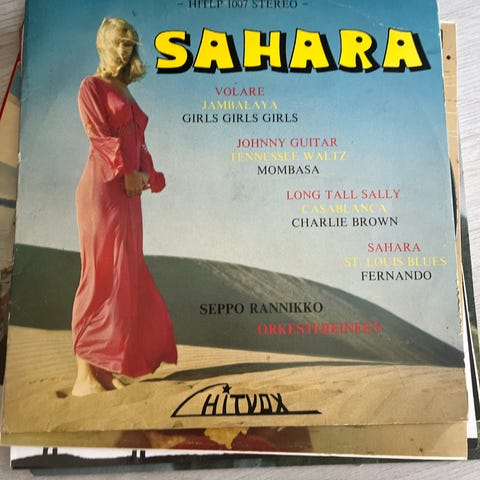 - HITLP 1007 STEREO -
SAHARA
VOLARE
JAMBALAYA
GIRLS GIRLS GIRLS
JOHNNY GUITAR
TENNESSEE WALTZ
MOMBASA
LONG TALL SALLY
CASABLANCA
CHARLIE BROWN
SAHARA
ST. LOUIS BLUES
FERNANDO
SEPPO RANNIKKO
ORKESTEREINEEN
HITVOX